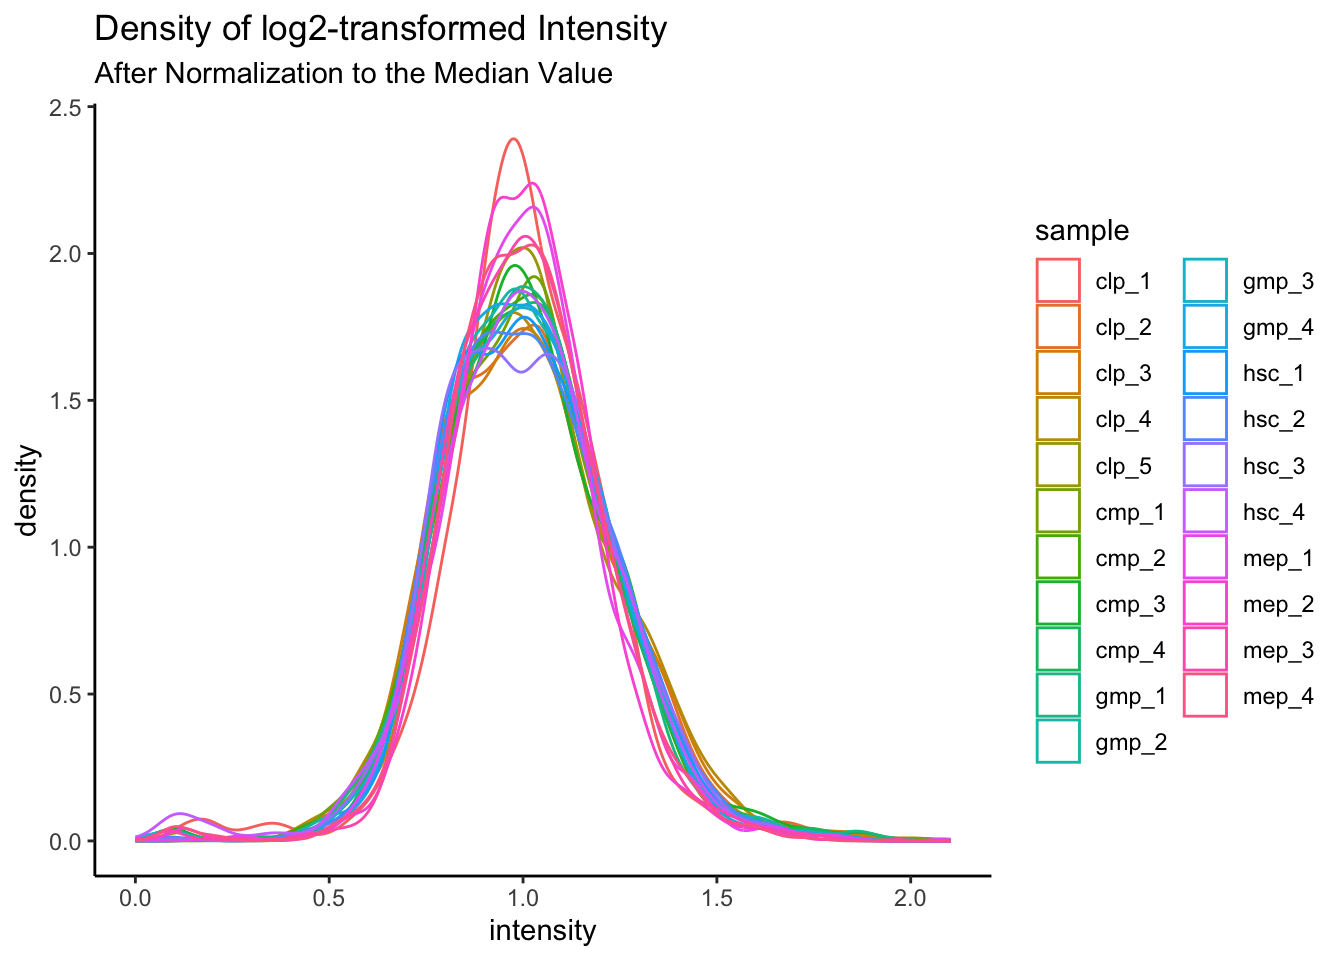 Density of log2-transformed Intensity
After Normalization to the Median Value
2.5
2.0
1.5
1.0
0.5
0.0
density
0.0 0.5 1.0 1.5 2.0
intensity
sample
clp_1
clp_2
clp_3
clp_4
clp_5
cmp_1
cmp_2
cmp_3
cmp_4
gmp_1
gmp_2
gmp_3
gmp_4
hsc_1
hsc_2
hsc_3
hsc_4
mep_1
mep_2
mep_3
mep_4